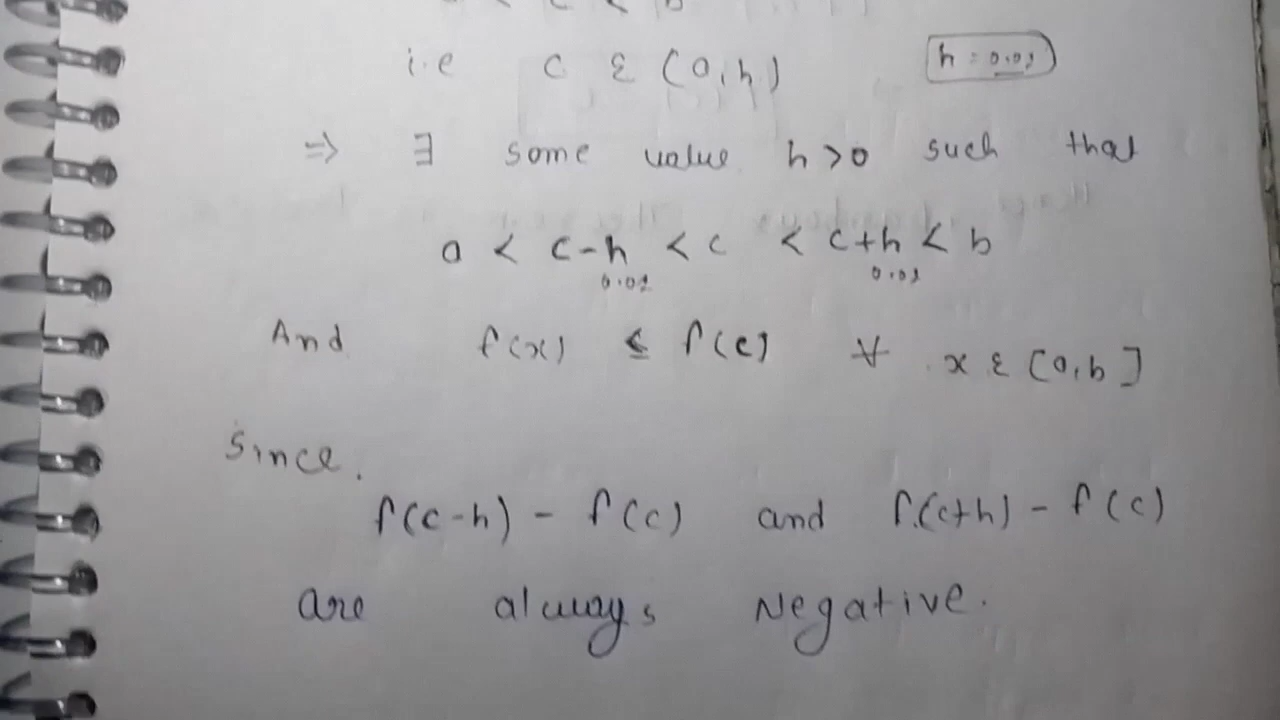 a < c < b
i.e c ε (a,h) h = 0.01
⇒ ∃ some value h>0 such that
a < c-h < c < c+h < b
0.01 0.01
And f(x) ≤ f(c) ∀ x ε [a,b]
Since.
f(c-h) - f(c) and f(c+h) - f(c)
are always Negative.